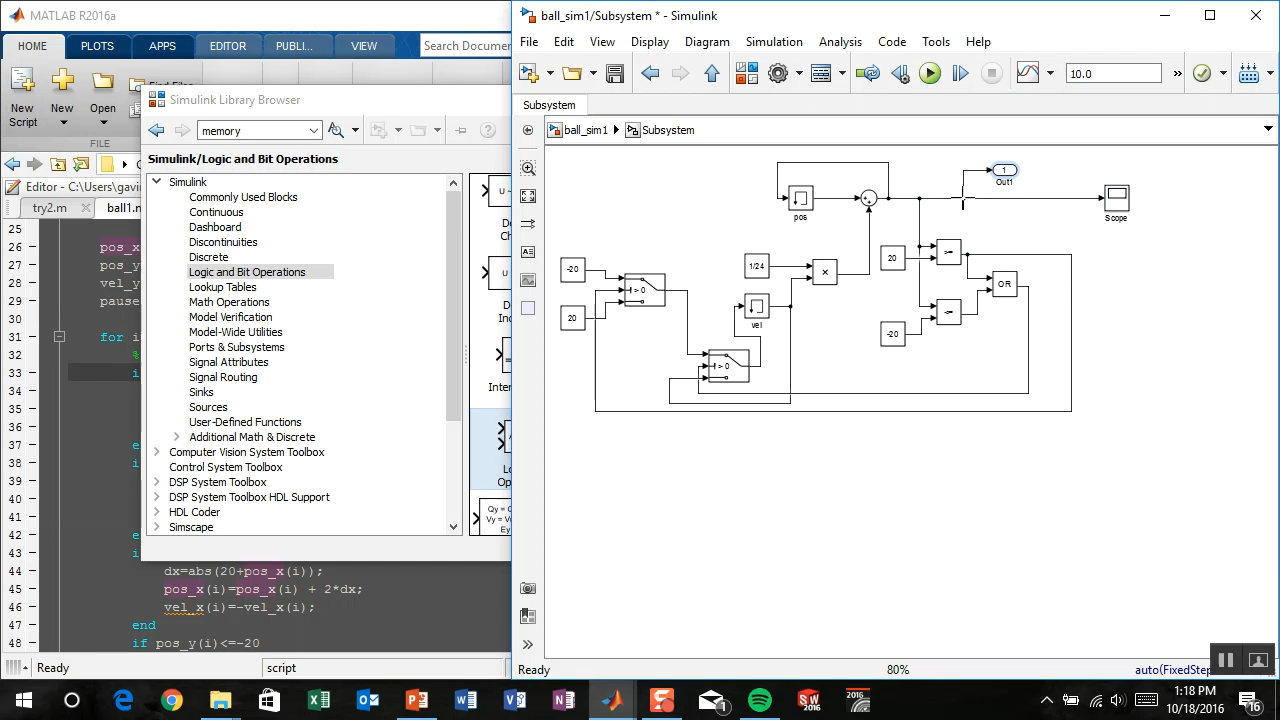 MATLAB R2016a
HOME
PLOTS
APPS
EDITOR
PUBLI...
VIEW
Search Documen
New
Script
New
Open
Find Files
FILE
Editor - C:\Users\gavin
try2.m
ball1.m
25
26
27
28
29
30
31
32
33
34
35
36
37
38
39
40
41
42
43
44
45
46
47
48
pos_x
pos_y
vel_y
pause
for i
%
dx=abs(20+pos_x(i));
pos_x(i)=pos_x(i) + 2*dx;
vel_x(i)=-vel_x(i);
end
if pos_y(i)<=-20
Ready
script
Simulink Library Browser
memory
Simulink/Logic and Bit Operations
Simulink
Commonly Used Blocks
Continuous
Dashboard
Discontinuities
Discrete
Logic and Bit Operations
Lookup Tables
Math Operations
Model Verification
Model-Wide Utilities
Ports & Subsystems
Signal Attributes
Signal Routing
Sinks
Sources
User-Defined Functions
Additional Math & Discrete
Computer Vision System Toolbox
Control System Toolbox
DSP System Toolbox
DSP System Toolbox HDL Support
HDL Coder
Simscape
ball_sim1/Subsystem * - Simulink
File
Edit
View
Display
Diagram
Simulation
Analysis
Code
Tools
Help
10.0
Subsystem
ball_sim1
Subsystem
1
Out1
pos
Scope
20
>=
-20
1/24
×
OR
! > 0
20
vel
<=
-20
! > 0
Ready
80%
auto(FixedStep
1:18 PM
10/18/2016